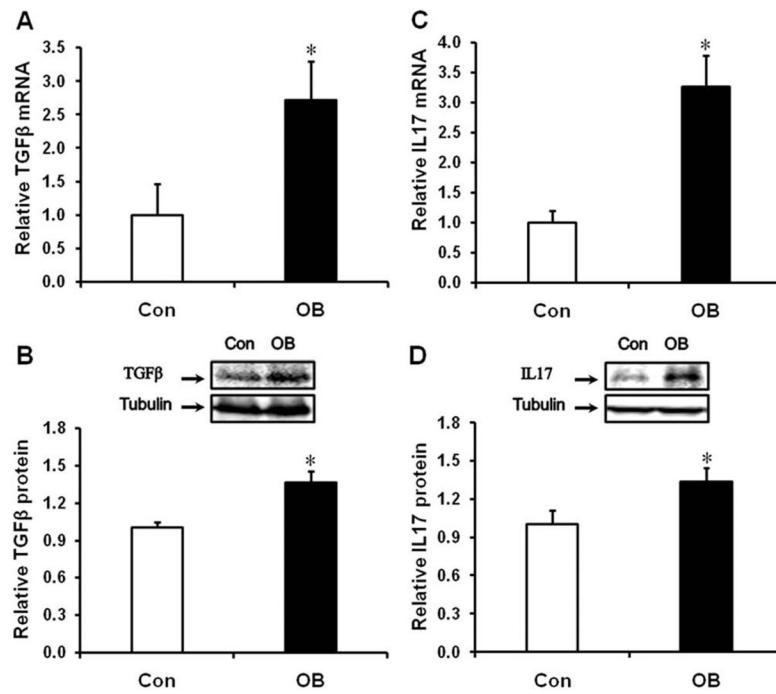 A
Relative TGFβ mRNA
3.5
3.0
2.5
2.0
1.5
1.0
0.5
0.0
*
Con OB
C
Relative IL17 mRNA
4.0
3.5
3.0
2.5
2.0
1.5
1.0
0.5
0.0
*
Con OB
B
Con OB
TGFβ
Tubulin
Relative TGFβ protein
1.8
1.5
1.2
0.9
0.6
0.3
0.0
*
Con OB
D
Con OB
IL17
Tubulin
Relative IL17 protein
1.8
1.5
1.2
0.9
0.6
0.3
0.0
*
Con OB